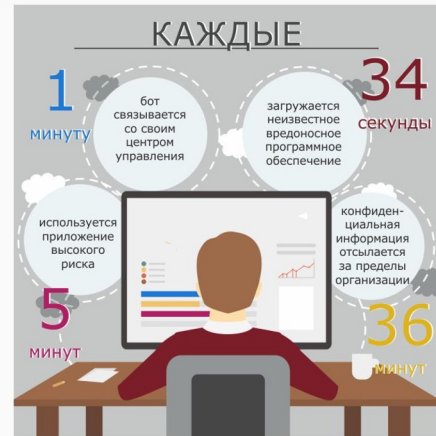 КАЖДЫЕ
1
минуту
бот
связывается
со своим
центром
управления
34
секунды
загружается
неизвестное
вредоносное
программное
обеспечение
используется
приложение
высокого
риска
5
минут
конфиден-
циальная
информация
отсылается
за пределы
организации
36
минут